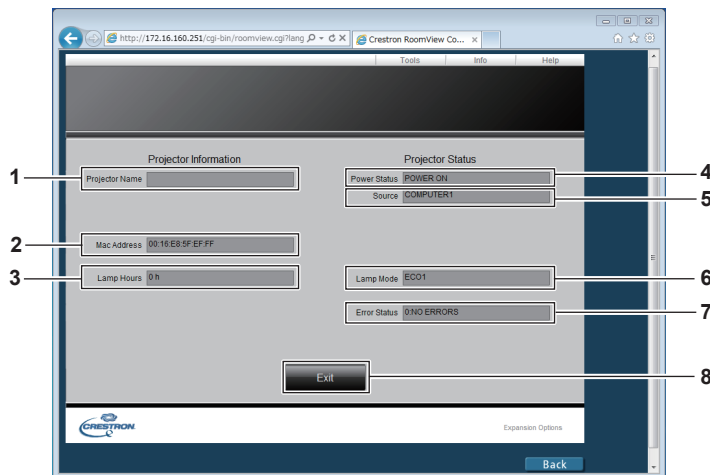 http://172.16.160.251/cgi-bin/roomview.cgi?lang
Crestron RoomView Co...
Tools Info Help
Projector Information Projector Status
1 Projector Name Power Status POWER ON 4
Source COMPUTER1 5
2 Mac Address 00:16:E8:5F:EF:FF
3 Lamp Hours 0 h Lamp Mode ECO1 6
Error Status 0:NO ERRORS 7
Exit 8
CRESTRON Expansion Options
Back